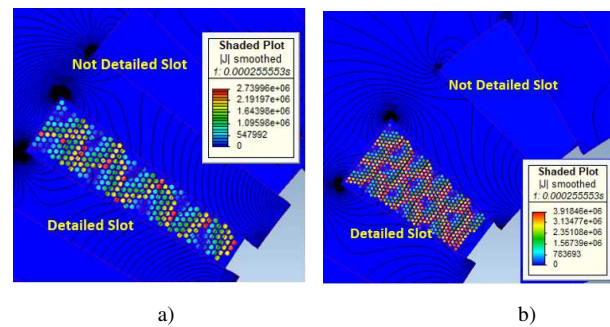 Not Detailed Slot
Shaded Plot
|J| smoothed
1: 0.000255553s
2.73996e+06
2.19197e+06
1.64398e+06
1.09598e+06
547992
0
Detailed Slot
a)
Not Detailed Slot
Detailed Slot
Shaded Plot
|J| smoothed
1: 0.000255553s
3.91846e+06
3.13477e+06
2.35108e+06
1.56739e+06
783693
0
b)